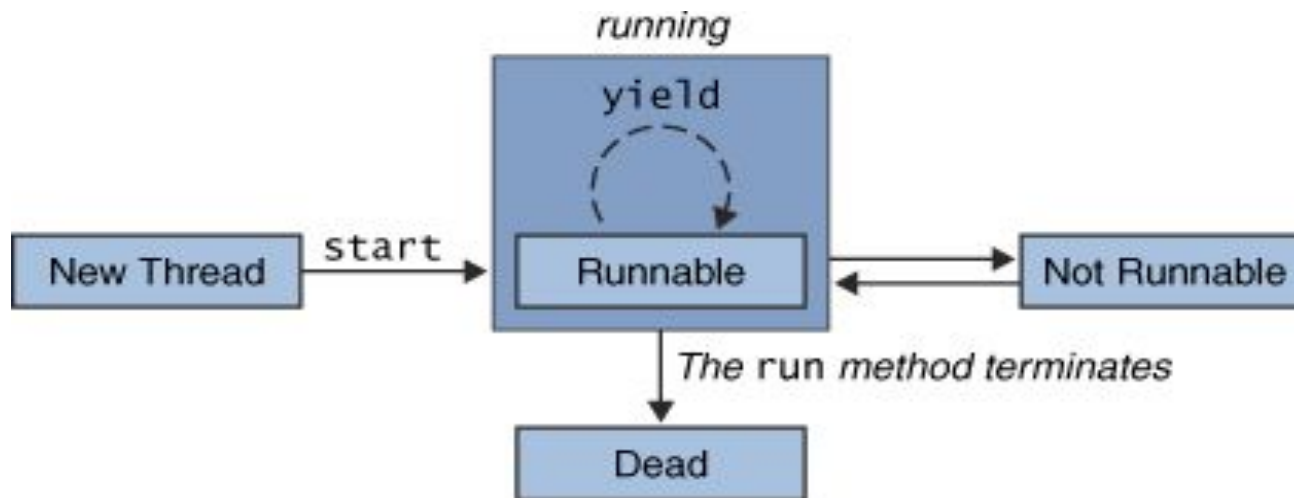 running
yield
start
New Thread
Runnable
Not Runnable
The run method terminates
Dead